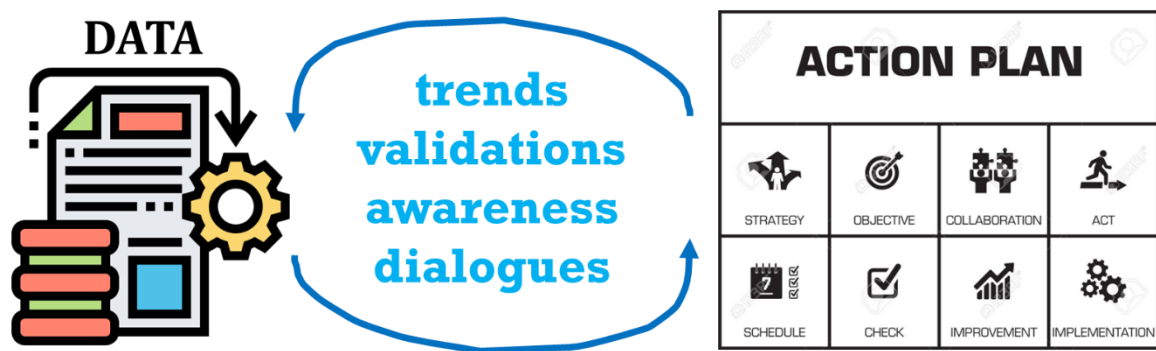 DATA
trends
validations
awareness
dialogues
ACTION PLAN
STRATEGY
OBJECTIVE
COLLABORATION
ACT
7
SCHEDULE
CHECK
IMPROVEMENT
IMPLEMENTATION